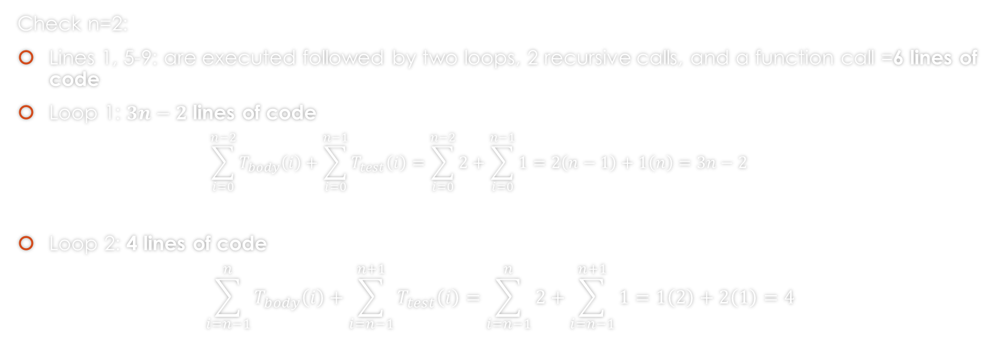 Check n=2:
Lines 1, 5-9: are executed followed by two loops, 2 recursive calls, and a function call =6 lines of
code
Loop 1: 3n − 2 lines of code
\sum_{i=0}^{n-2} T_{body}(i) + \sum_{i=0}^{n-1} T_{test}(i) = \sum_{i=0}^{n-2} 2 + \sum_{i=0}^{n-1} 1 = 2(n − 1) + 1(n) = 3n − 2
Loop 2: 4 lines of code
\sum_{i=n-1}^{n} T_{body}(i) + \sum_{i=n-1}^{n+1} T_{test}(i) = \sum_{i=n-1}^{n} 2 + \sum_{i=n-1}^{n+1} 1 = 1(2) + 2(1) = 4